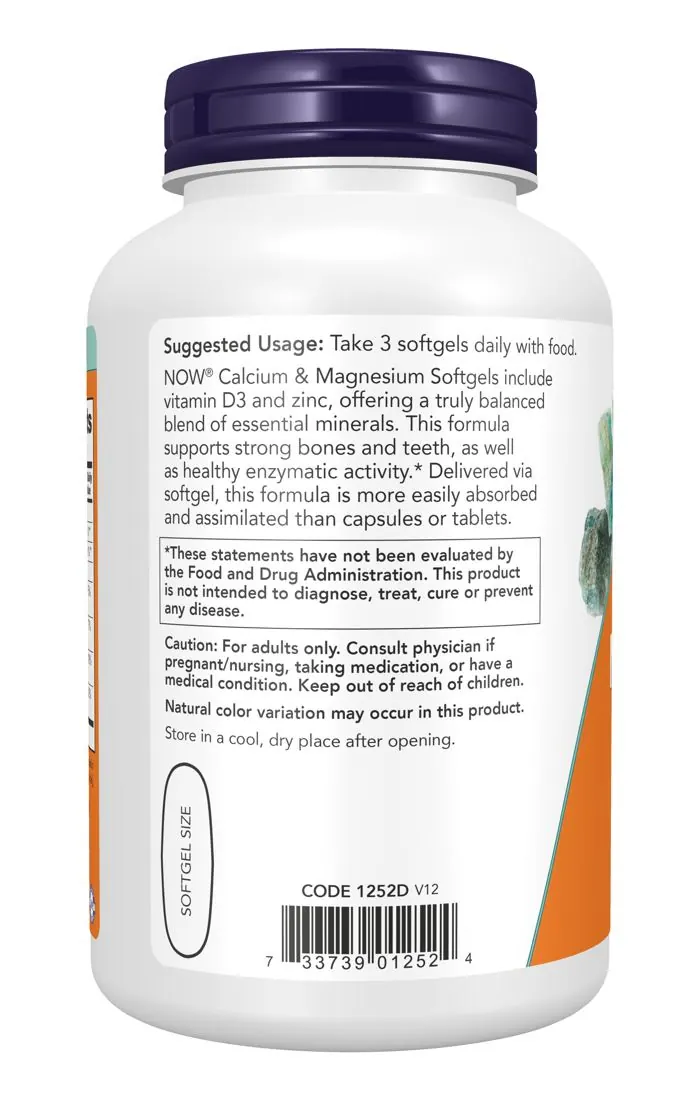 Suggested Usage: Take 3 softgels daily with food.
NOW® Calcium & Magnesium Softgels include
vitamin D3 and zinc, offering a truly balanced
blend of essential minerals. This formula
supports strong bones and teeth, as well
as healthy enzymatic activity.* Delivered via
softgel, this formula is more easily absorbed
and assimilated than capsules or tablets.
*These statements have not been evaluated by
the Food and Drug Administration. This product
is not intended to diagnose, treat, cure or prevent
any disease.
Caution: For adults only. Consult physician if
pregnant/nursing, taking medication, or have a
medical condition. Keep out of reach of children.
Natural color variation may occur in this product.
Store in a cool, dry place after opening.
SOFTGEL SIZE
CODE 1252D V12
7 33739 01252 4